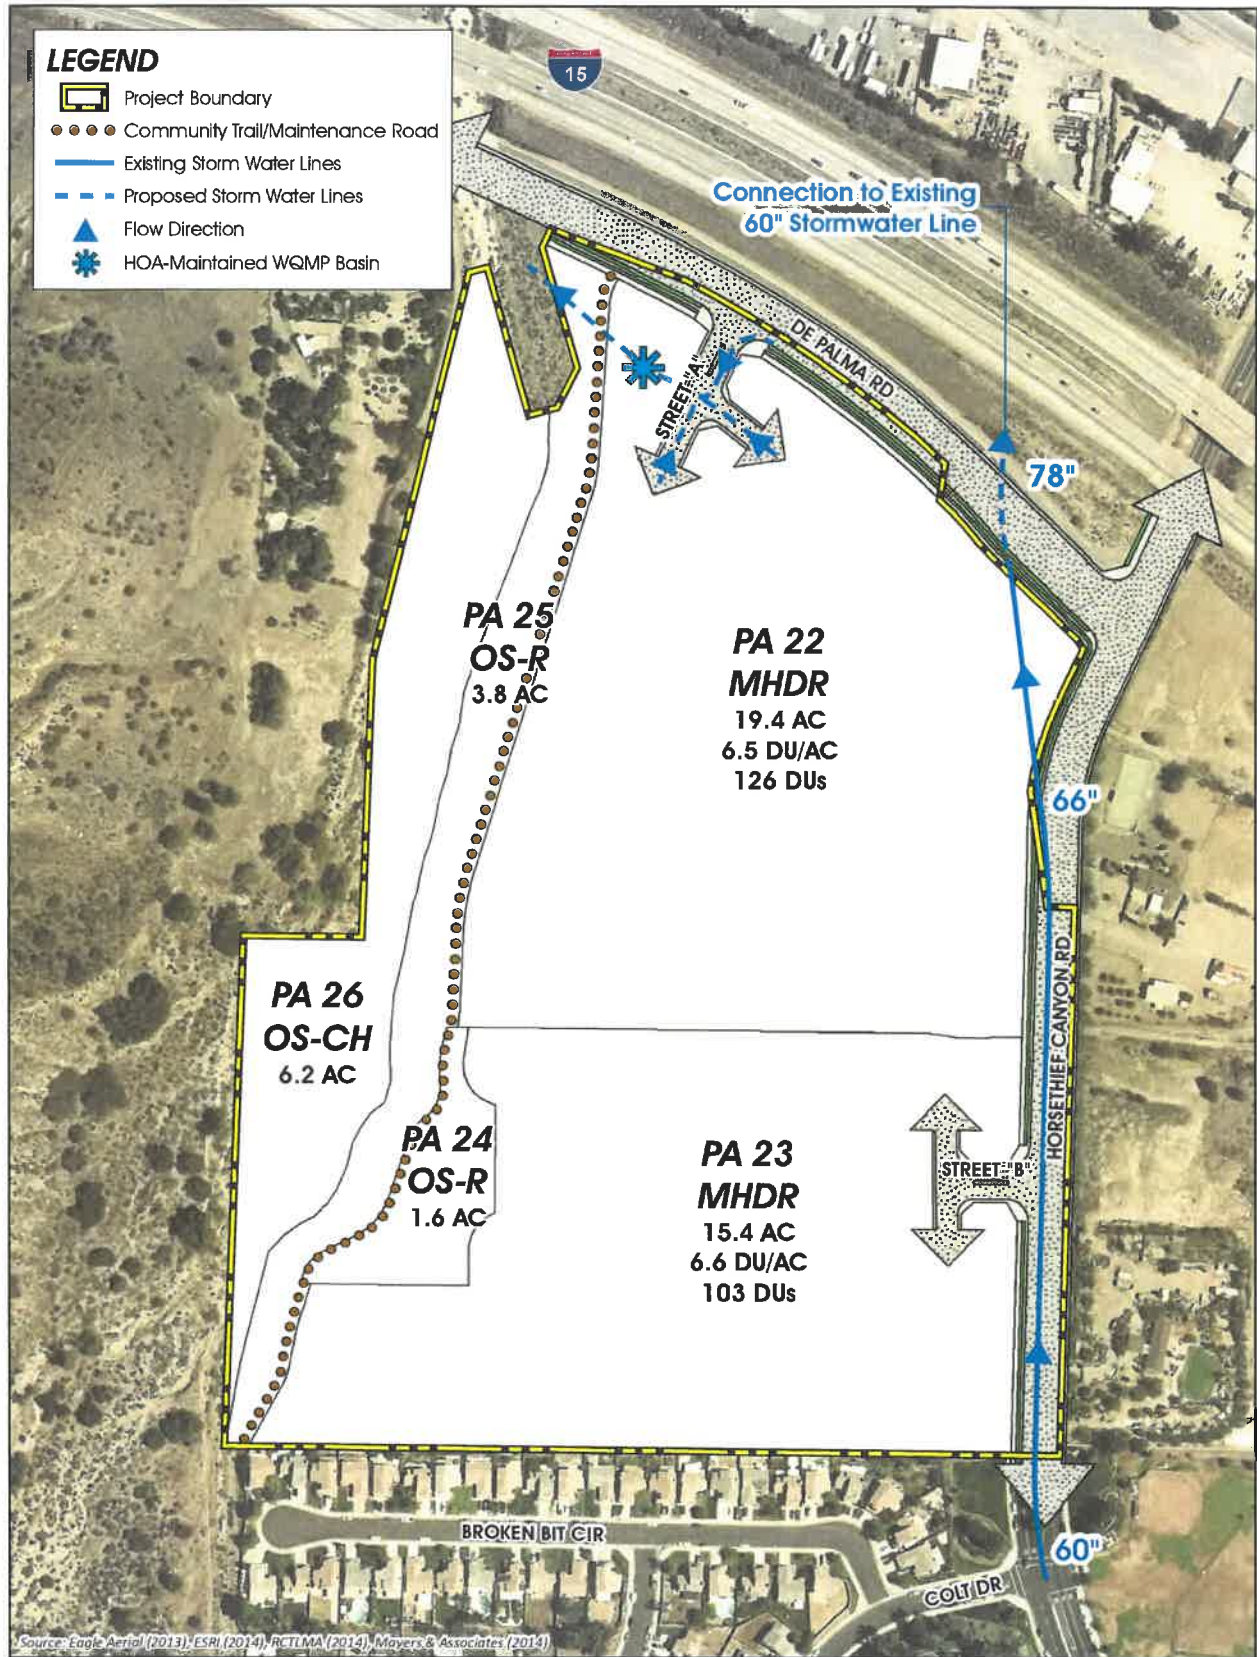 LEGEND
Project Boundary
Community Trail/Maintenance Road
Existing Storm Water Lines
Proposed Storm Water Lines
Flow Direction
HOA-Maintained WQMP Basin
15
Connection to Existing
60" Stormwater Line
DE PALMA RD
STREET "A"
78"
PA 25
OS-R
3.8 AC
PA 22
MHDR
19.4 AC
6.5 DU/AC
126 DUs
66"
PA 26
OS-CH
6.2 AC
HORSETHIEF CANYON RD
PA 24
OS-R
1.6 AC
PA 23
MHDR
15.4 AC
6.6 DU/AC
103 DUs
STREET "B"
BROKEN BIT CIR
60"
COLT DR
Source: Eagle Aerial (2013), ESRI (2014), RCTLMA (2014), Mayers & Associates (2014)